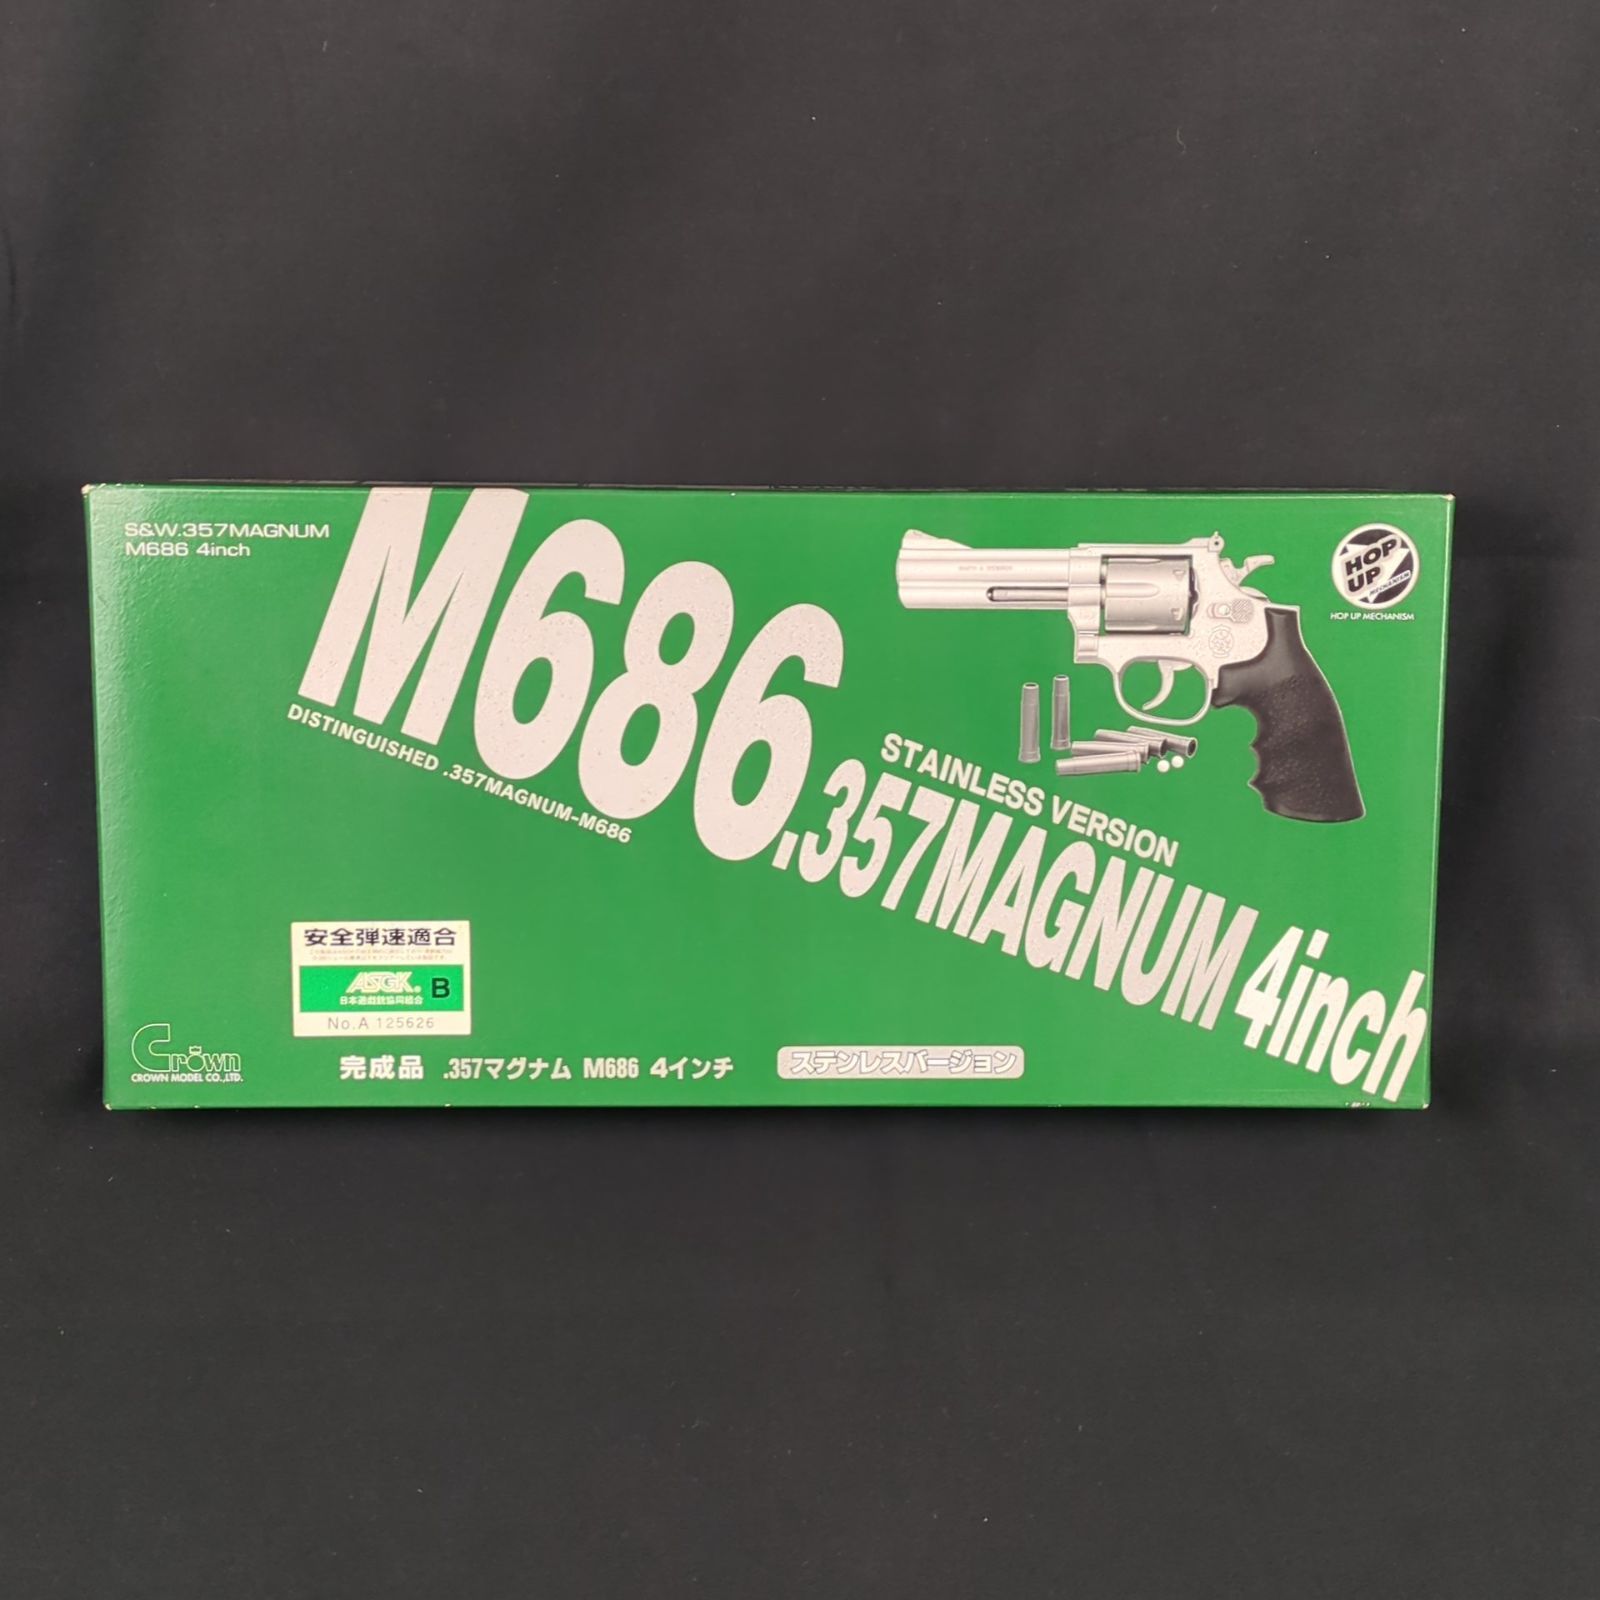 S&W.357MAGNUM
M686 4inch
M686.357MAGNUM 4inch
DISTINGUISHED .357MAGNUM-M686
STAINLESS VERSION
HOP
UP
MECHANISM
HOP UP MECHANISM
安全弾速適合
ASGK.
B
日本遊戯銃協同組合
No.A 125626
Crown
CROWN MODEL CO.,LTD.
完成品 .357マグナム M686 4インチ
ステンレスバージョン